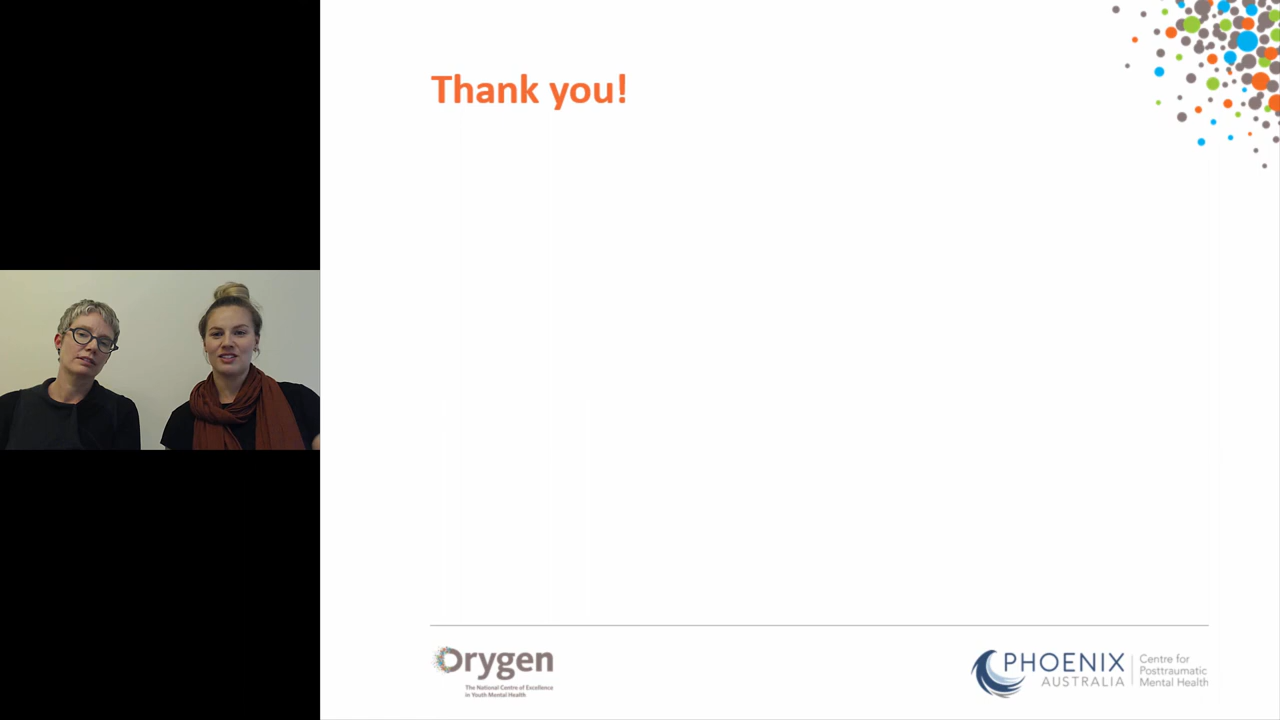 Thank you!
Orygen
The National Centre of Excellence
in Youth Mental Health
PHOENIX
AUSTRALIA
Centre for
Posttraumatic
Mental Health